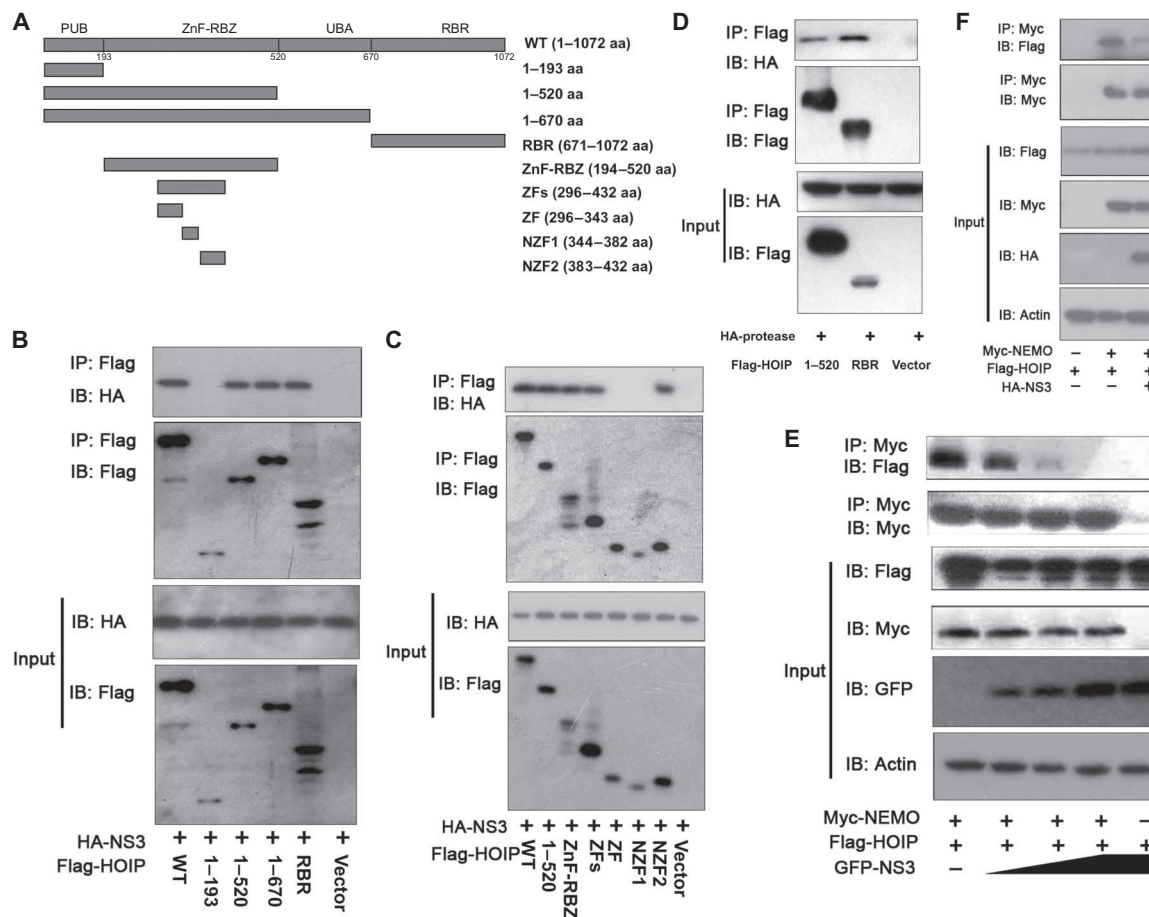 A
PUB ZnF-RBZ UBA RBR
WT (1–1072 aa)
193 520 670 1072
1–193 aa
1–520 aa
1–670 aa
RBR (671–1072 aa)
ZnF-RBZ (194–520 aa)
ZFs (296–432 aa)
ZF (296–343 aa)
NZF1 (344–382 aa)
NZF2 (383–432 aa)
B
IP: Flag
IB: HA
IP: Flag
IB: Flag
Input
IB: HA
IB: Flag
HA-NS3 + + + + + +
Flag-HOIP WT 1–193 1–520 1–670 RBR Vector
C
IP: Flag
IB: HA
IP: Flag
IB: Flag
Input
IB: HA
IB: Flag
HA-NS3 + + + + + + + +
Flag-HOIP: WT 1–520 ZnF-RBZ ZFs ZF NZF1 NZF2 Vector
D
IP: Flag
IB: HA
IP: Flag
IB: Flag
Input
IB: HA
IB: Flag
HA-protease + + +
Flag-HOIP 1–520 RBR Vector
F
IP: Myc
IB: Flag
IP: Myc
IB: Myc
Input
IB: Flag
IB: Myc
IB: HA
IB: Actin
Myc-NEMO – + +
Flag-HOIP + + +
HA-NS3 – – +
E
IP: Myc
IB: Flag
IP: Myc
IB: Myc
Input
IB: Flag
IB: Myc
IB: GFP
IB: Actin
Myc-NEMO + + + + –
Flag-HOIP + + + + +
GFP-NS3 –